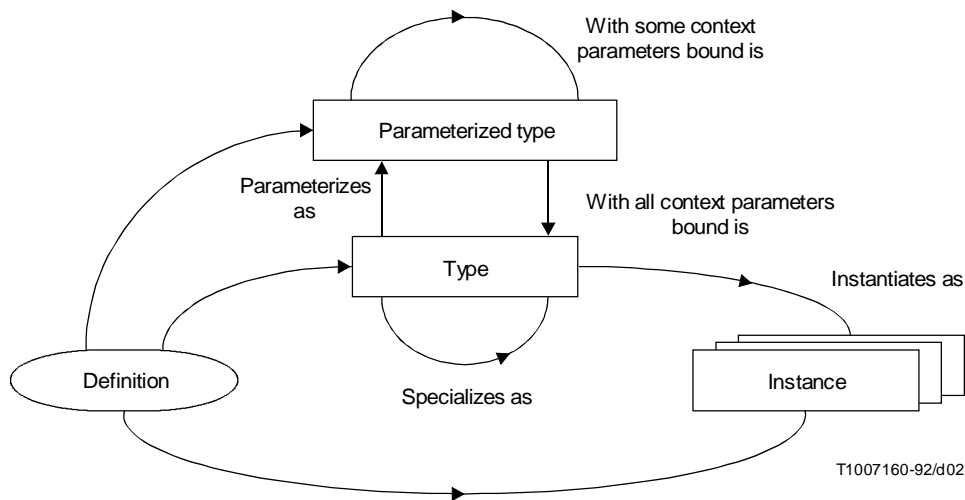 With some context
parameters bound is
Parameterized type
Parameterizes
as
With all context parameters
bound is
Type
Instantiates as
Definition
Specializes as
Instance
T1007160-92/d02